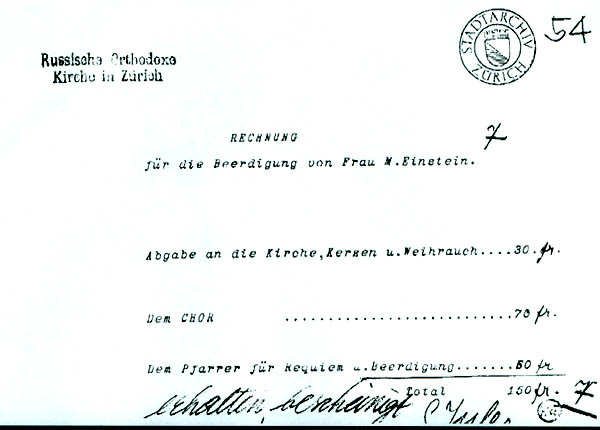 STADTARCHIV
ZÜRICH
54
Russische Orthodoxe
Kirche in Zürich
RECHNUNG
7
für die Beerdigung von Frau M.Einstein.
Abgabe an die Kirche,Kerzen u.Weihrauch....30.fr.
Dem CHOR ..........................70 fr.
Dem Pfarrer für Requiem u.Beerdigung.......50 fr
Total 150 fr. 7
erhalten, bescheinigt